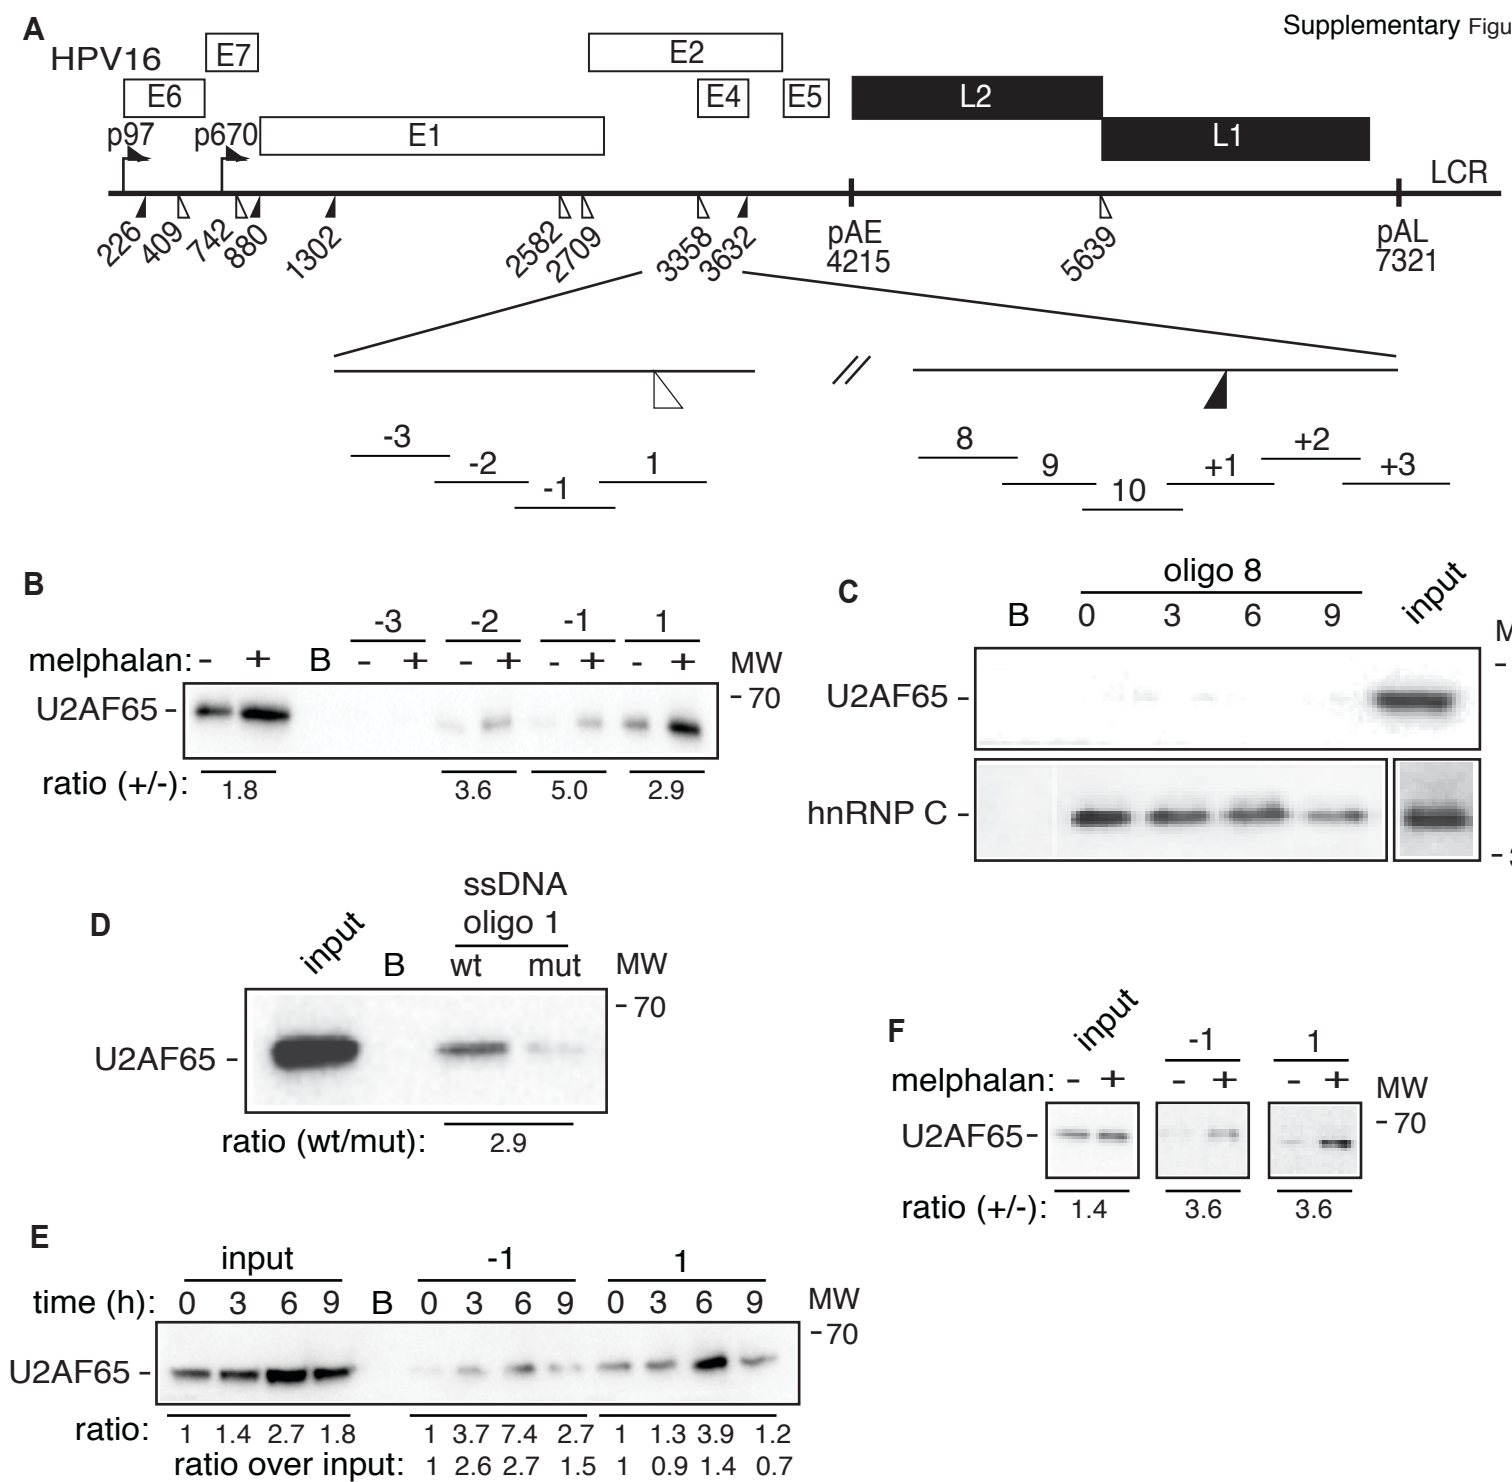 Supplementary Figu
A
HPV16
E7
E2
E6
E4
E5
L2
p97
p670
E1
L1
LCR
226
409
742
880
1302
2582
2709
3358
3632
pAE
4215
5639
pAL
7321
-3
-2
-1
1
8
9
10
+1
+2
+3
B
-3 -2 -1 1
melphalan: - + B - + - + - + - + MW
U2AF65 - - 70
ratio (+/-): 1.8 3.6 5.0 2.9
C
oligo 8
B 0 3 6 9 input
M
U2AF65 - -
hnRNP C -
D
ssDNA
oligo 1
input B wt mut MW
- 70
U2AF65 -
ratio (wt/mut): 2.9
E
input -1 1
time (h): 0 3 6 9 B 0 3 6 9 0 3 6 9 MW
-70
U2AF65 -
ratio: 1 1.4 2.7 1.8 1 3.7 7.4 2.7 1 1.3 3.9 1.2
ratio over input: 1 2.6 2.7 1.5 1 0.9 1.4 0.7
F
input -1 1
melphalan: - + - + - + MW
U2AF65- - 70
ratio (+/-): 1.4 3.6 3.6